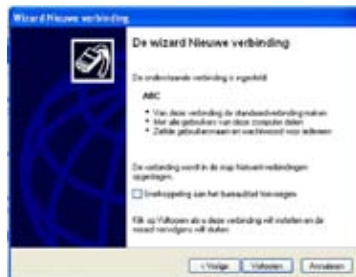 Wizard Nieuwe verbinding
De wizard Nieuwe verbinding
De onderstaande verbinding is ingesteld:
ABC
• Van deze verbinding de standaardverbinding maken
• Met alle gebruikers van deze computer delen
• Zelfde gebruikersnaam en wachtwoord voor iedereen
De verbinding wordt in de map Netwerkverbindingen
opgeslagen.
Snelkoppeling aan het bureaublad toevoegen
Klik op Voltooien als u deze verbinding wilt instellen en de
wizard vervolgens wilt sluiten.
< Vorige
Voltooien
Annuleren